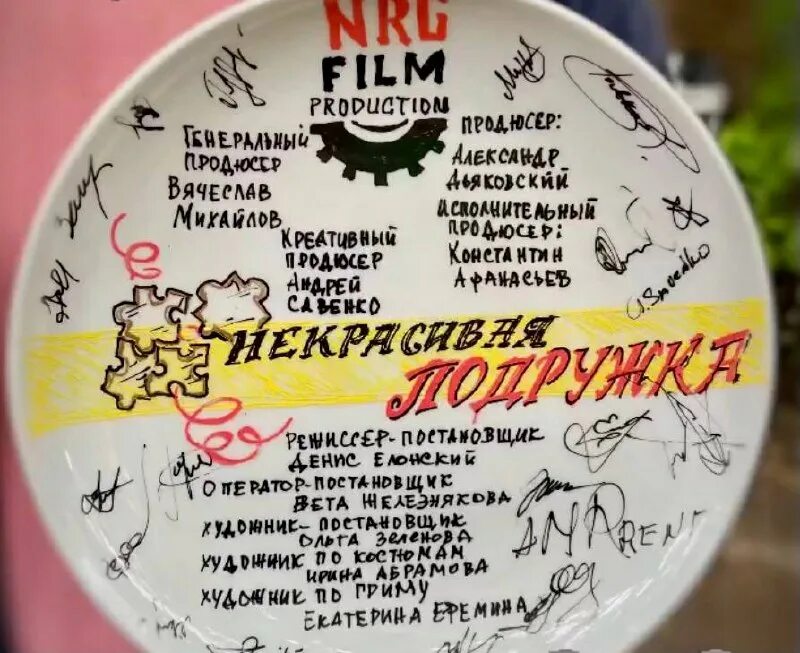 NRG
FILM
PRODUCTION
ГЕНЕРАЛЬНЫЙ
ПРОДЮСЕР
ВЯЧЕСЛАВ
МИХАЙЛОВ
ПРОДЮСЕР:
АЛЕКСАНДР
ДЬЯКОВСКИЙ
ИСПОЛНИТЕЛЬНЫЙ
ПРОДЮСЕР:
КОНСТАНТИН
АФАНАСЬЕВ
КРЕАТИВНЫЙ
ПРОДЮСЕР
АНДРЕЙ
САВЕНКО
НЕКРАСИВАЯ
ПОДРУЖКА
РЕЖИССЕР-ПОСТАНОВЩИК
ДЕНИС ЕЛОНСКИЙ
ОПЕРАТОР-ПОСТАНОВЩИК
ВЕТА ЖЕЛЕЗНЯКОВА
ХУДОЖНИК-ПОСТАНОВЩИК
ОЛЬГА ЗЕЛЕНОВА
ХУДОЖНИК ПО КОСТЮМАМ
ИРИНА АБРАМОВА
ХУДОЖНИК ПО ГРИМУ
ЕКАТЕРИНА ЕРЕМИНА